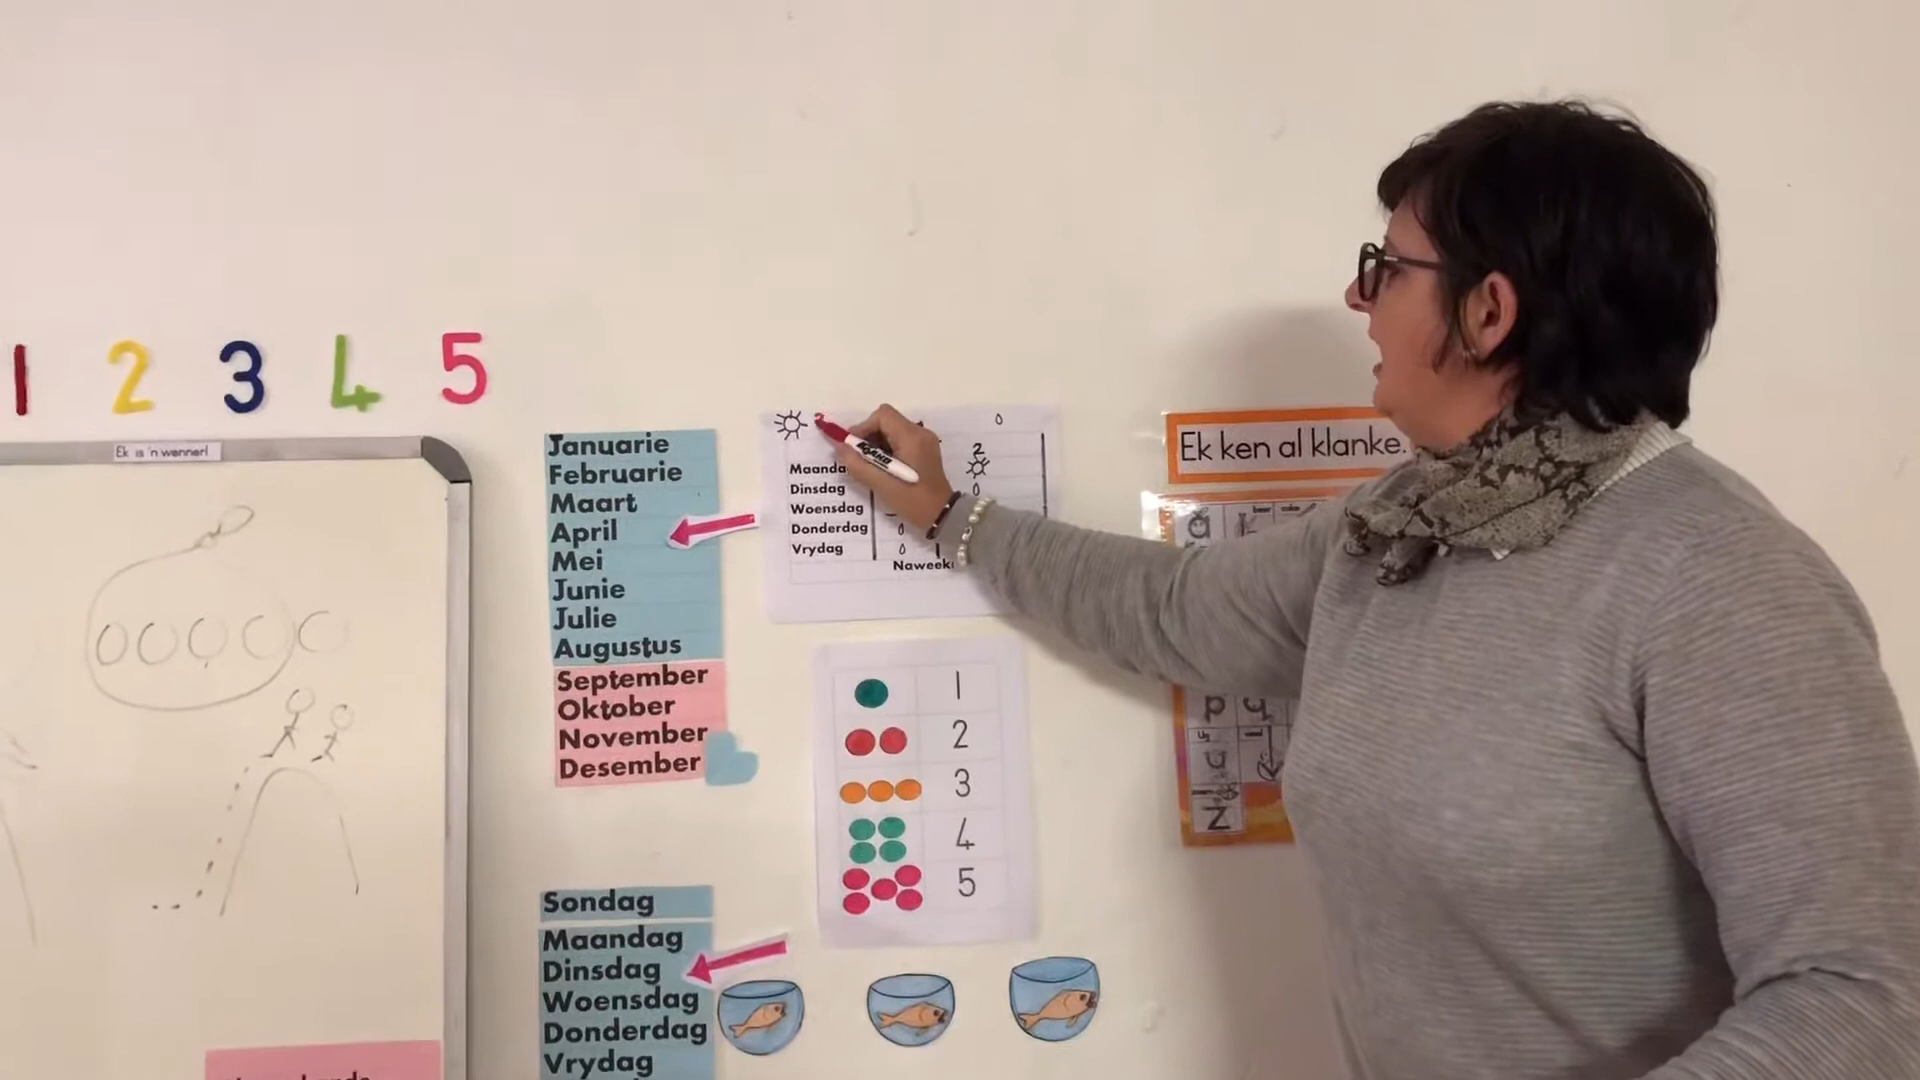 1 2 3 4 5
Ek is 'n wenner!
Januarie
Februarie
Maart
April
Mei
Junie
Julie
Augustus
September
Oktober
November
Desember
2
Dinsdag
Woensdag
Donderdag
Vrydag
1
2
3
4
5
Ek ken al klanke.
a
p
u
z
Sondag
Maandag
Dinsdag
Woensdag
Donderdag
Vrydag